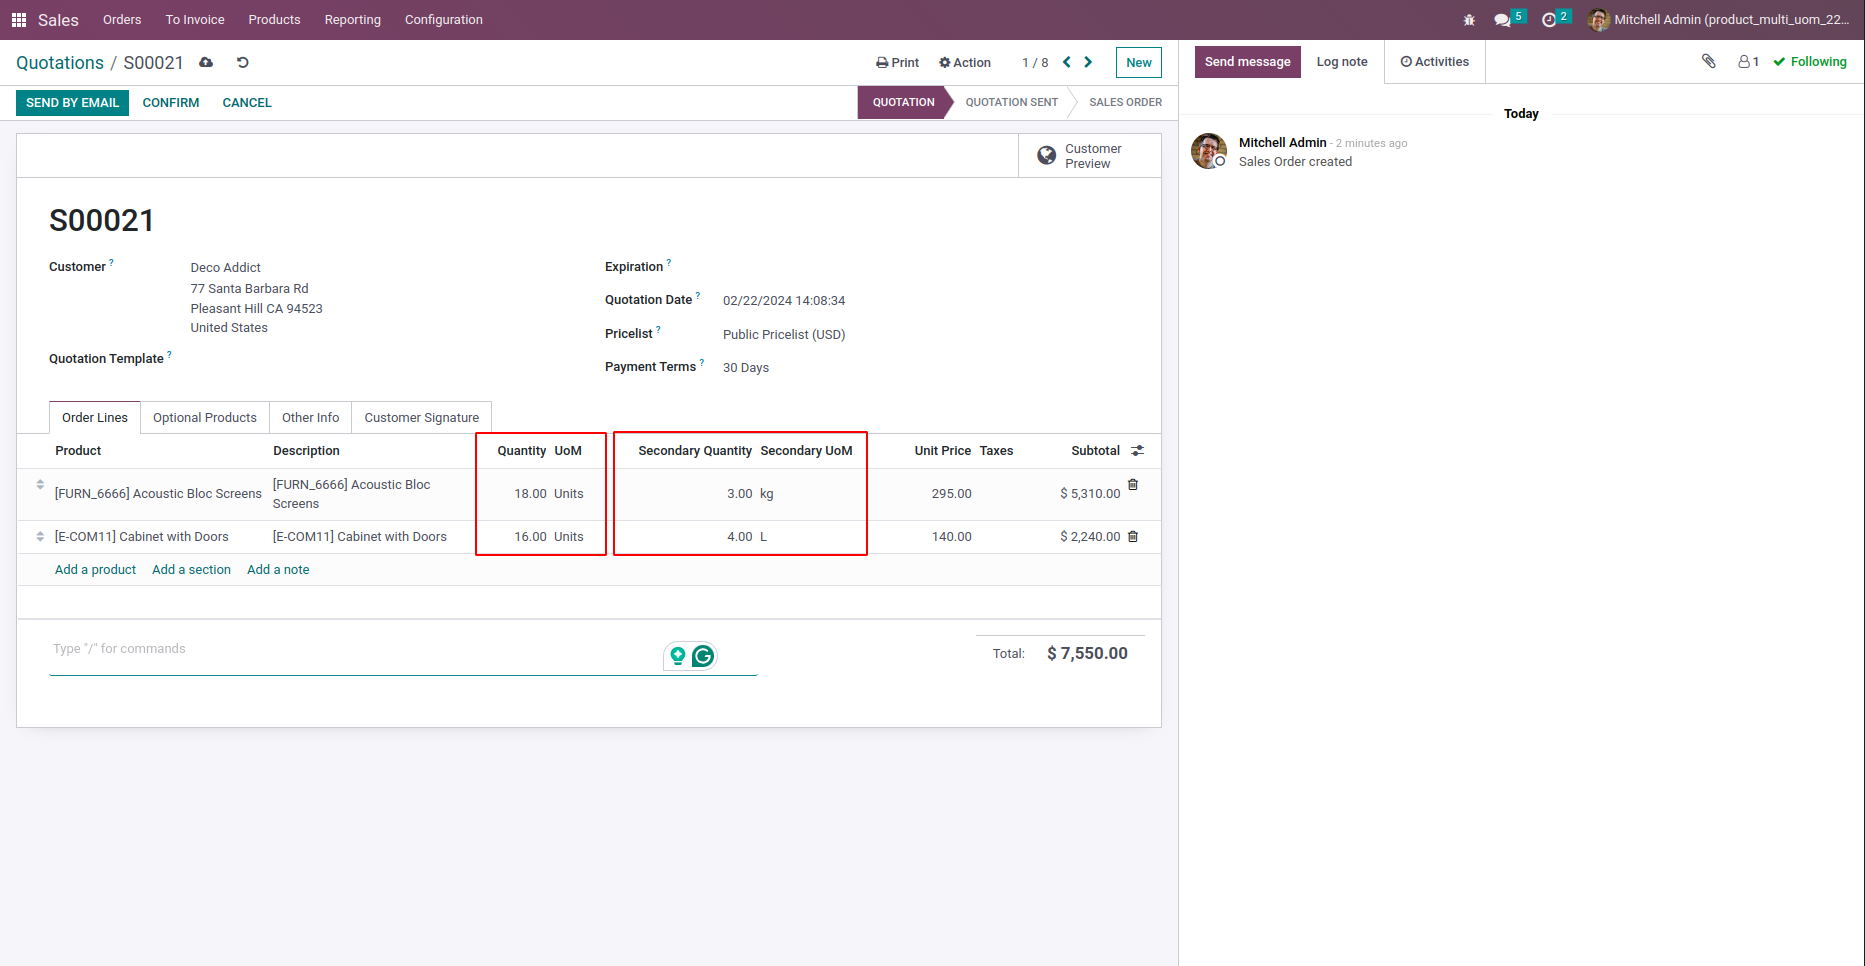 Sales Orders To Invoice Products Reporting Configuration 5 2 Mitchell Admin (product_multi_uom_22...
Quotations / S00021 Print Action 1 / 8 New Send message Log note Activities 1 Following
SEND BY EMAIL CONFIRM CANCEL QUOTATION QUOTATION SENT SALES ORDER
Today
Mitchell Admin - 2 minutes ago
Sales Order created
Customer
Preview
S00021
Customer ? Deco Addict
77 Santa Barbara Rd
Pleasant Hill CA 94523
United States
Quotation Template ?
Expiration ?
Quotation Date ? 02/22/2024 14:08:34
Pricelist ? Public Pricelist (USD)
Payment Terms ? 30 Days
Order Lines Optional Products Other Info Customer Signature
Product Description Quantity UoM Secondary Quantity Secondary UoM Unit Price Taxes Subtotal
[FURN_6666] Acoustic Bloc Screens [FURN_6666] Acoustic Bloc
Screens 18.00 Units 3.00 kg 295.00 $ 5,310.00
[E-COM11] Cabinet with Doors [E-COM11] Cabinet with Doors 16.00 Units 4.00 L 140.00 $ 2,240.00
Add a product Add a section Add a note
Type "/" for commands
Total: $ 7,550.00